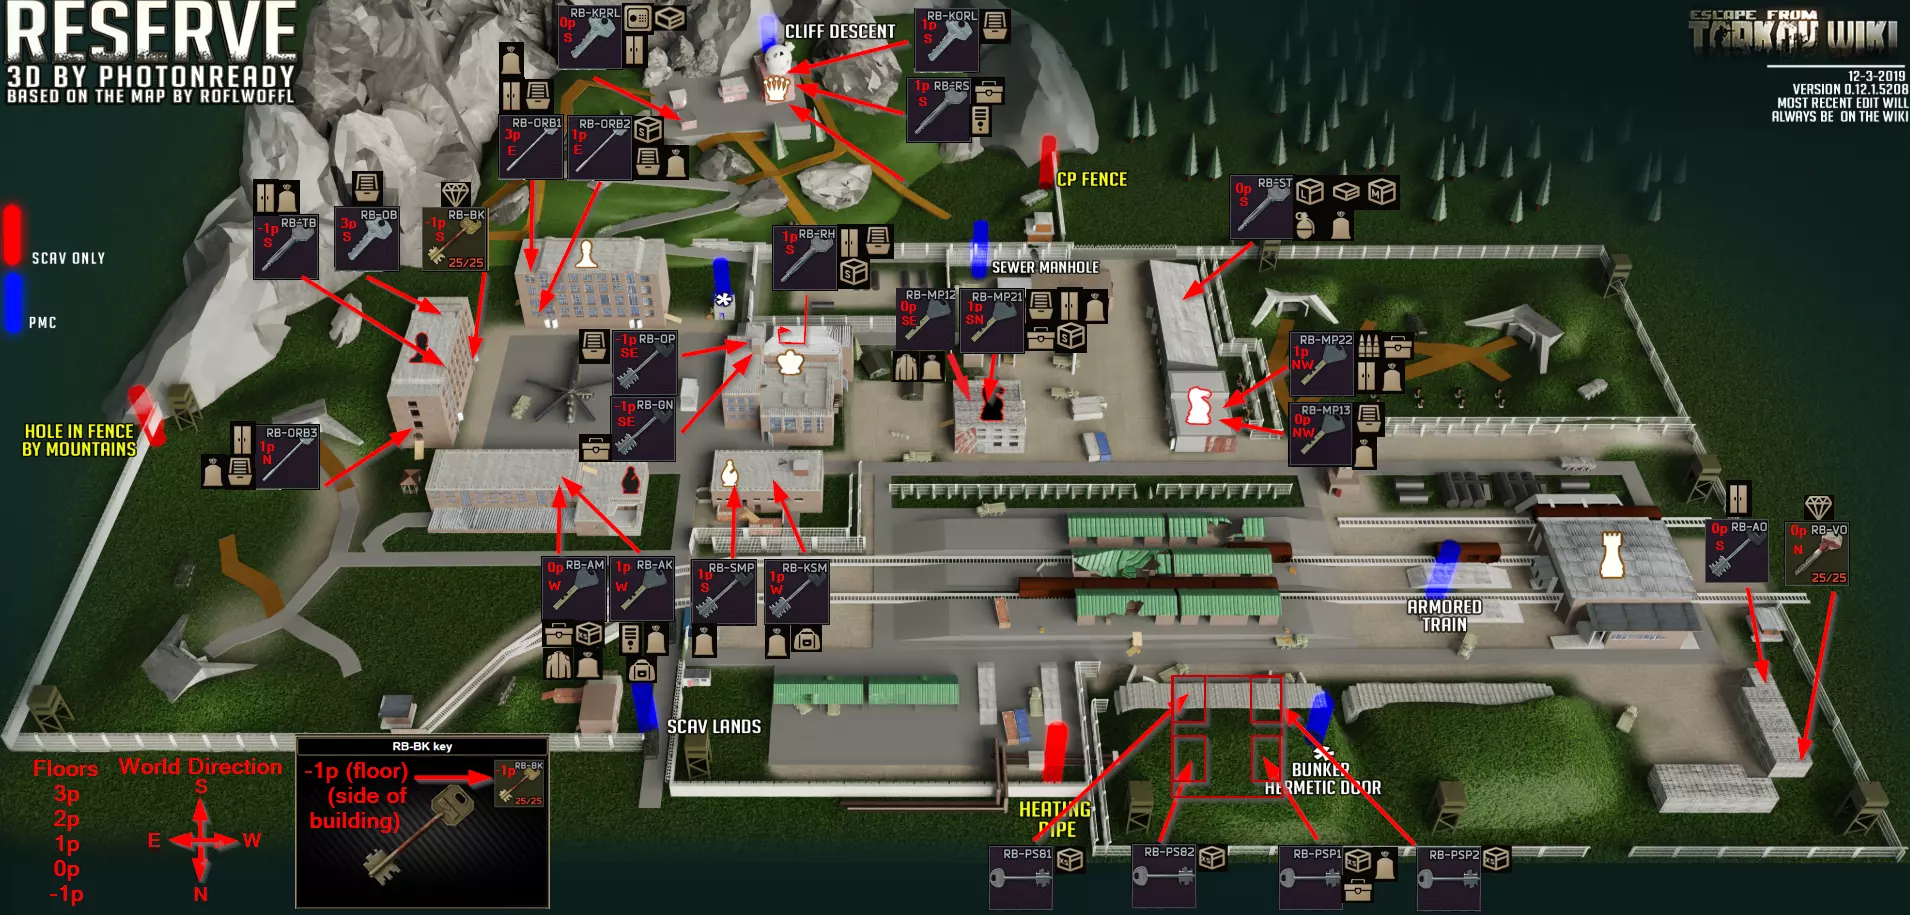 RESERVE
3D BY PHOTONREADY
BASED ON THE MAP BY ROFLWOFFL
ESCAPE FROM
TARKOV WIKI
12-3-2019
VERSION 0.12.1.5208
MOST RECENT EDIT WILL
ALWAYS BE ON THE WIKI
SCAV ONLY
PMC
RB-KPRL
0p
S
CLIFF DESCENT
RB-KORL
1p
S
RB-RS
1p
S
RB-ORB1
3p
E
RB-ORB2
1p
E
CP FENCE
RB-ST
0p
S
RB-TB
-1p
S
RB-OB
3p
S
RB-BK
-1p
S
25/25
RB-RH
1p
S
SEWER MANHOLE
RB-MP12
0p
SE
RB-MP21
1p
SN
RB-OP
-1p
SE
RB-GN
-1p
SE
RB-MP22
1p
NW
RB-MP13
0p
NW
HOLE IN FENCE
BY MOUNTAINS
RB-ORB3
1p
N
RB-AM
0p
W
RB-AK
1p
W
RB-SMP
1p
S
RB-KSM
1p
W
RB-AO
0p
S
RB-VO
0p
N
25/25
ARMORED
TRAIN
SCAV LANDS
HEATING
PIPE
BUNKER
HERMETIC DOOR
RB-PS81
RB-PS82
RB-PSP1
RB-PSP2
Floors
3p
2p
1p
0p
-1p
World Direction
S
E
W
N
RB-BK key
-1p (floor)
(side of
building)
-1p
RB-BK
25/25